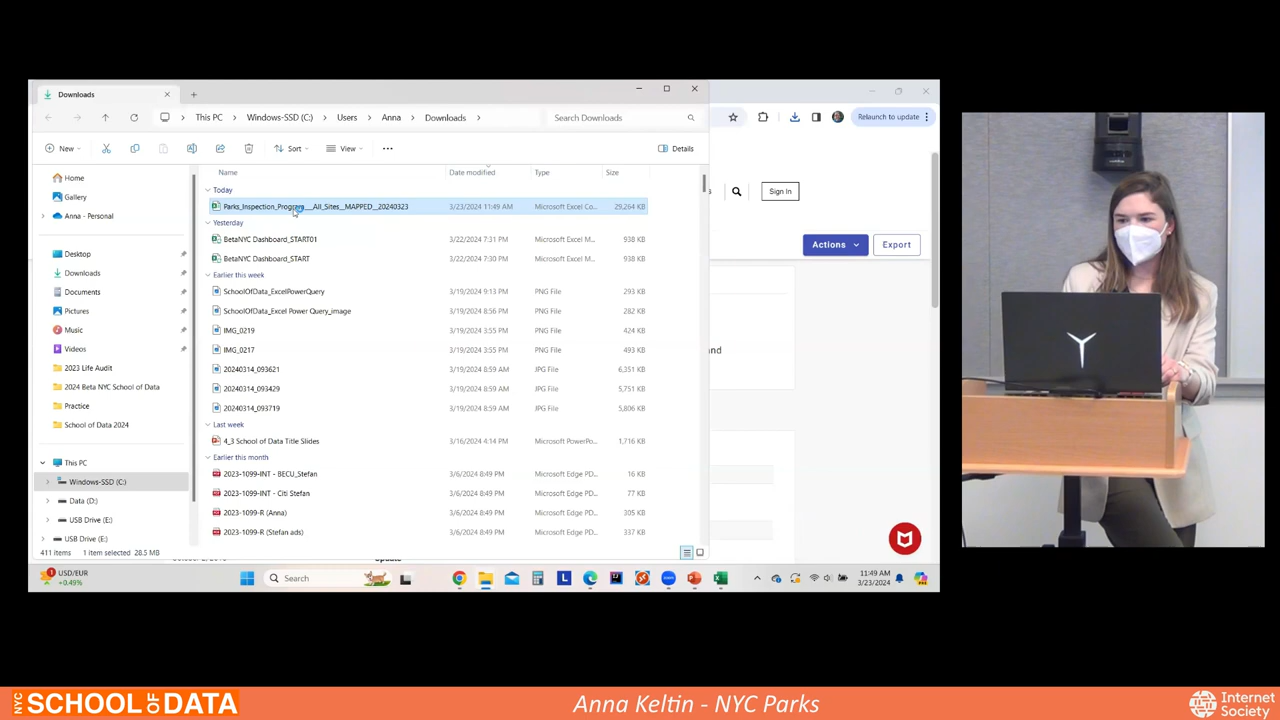 Downloads
This PC > Windows-SSD (C:) > Users > Anna > Downloads >
Search Downloads
Relaunch to update
New
Sort
View
Details
Name Date modified Type Size
Home
Gallery
Anna - Personal
Desktop
Downloads
Documents
Pictures
Music
Videos
2023 Life Audit
2024 Beta NYC School of Data
Practice
School of Data 2024
This PC
Windows-SSD (C:)
Data (D:)
USB Drive (E:)
USB Drive (E:)
Today
Parks_Inspection_Program__All_Sites__MAPPED__20240323 3/23/2024 11:49 AM Microsoft Excel Co... 29,264 KB
Yesterday
BetaNYC Dashboard_START01 3/22/2024 7:31 PM Microsoft Excel M... 938 KB
BetaNYC Dashboard_START 3/22/2024 7:30 PM Microsoft Excel M... 938 KB
Earlier this week
SchoolOfData_ExcelPowerQuery 3/19/2024 9:13 PM PNG File 293 KB
SchoolOfData_Excel Power Query_image 3/19/2024 8:56 PM PNG File 282 KB
IMG_0219 3/19/2024 3:55 PM PNG File 424 KB
IMG_0217 3/19/2024 3:55 PM PNG File 493 KB
20240314_093621 3/19/2024 8:59 AM JPG File 6,351 KB
20240314_093429 3/19/2024 8:59 AM JPG File 5,751 KB
20240314_093719 3/19/2024 8:59 AM JPG File 5,806 KB
Last week
4_3 School of Data Title Slides 3/16/2024 4:14 PM Microsoft PowerPo... 1,716 KB
Earlier this month
2023-1099-INT - BECU_Stefan 3/6/2024 8:49 PM Microsoft Edge PD... 16 KB
2023-1099-INT - Citi Stefan 3/6/2024 8:49 PM Microsoft Edge PD... 77 KB
2023-1099-R (Anna) 3/6/2024 8:49 PM Microsoft Edge PD... 305 KB
2023-1099-R (Stefan ads) 3/6/2024 8:49 PM Microsoft Edge PD... 337 KB
411 items 1 item selected 28.5 MB
Sign In
Actions
Export
USD/EUR
+0.49%
Search
11:49 AM
3/23/2024
NYC SCHOOL OF DATA
Anna Keltin - NYC Parks
Internet
Society